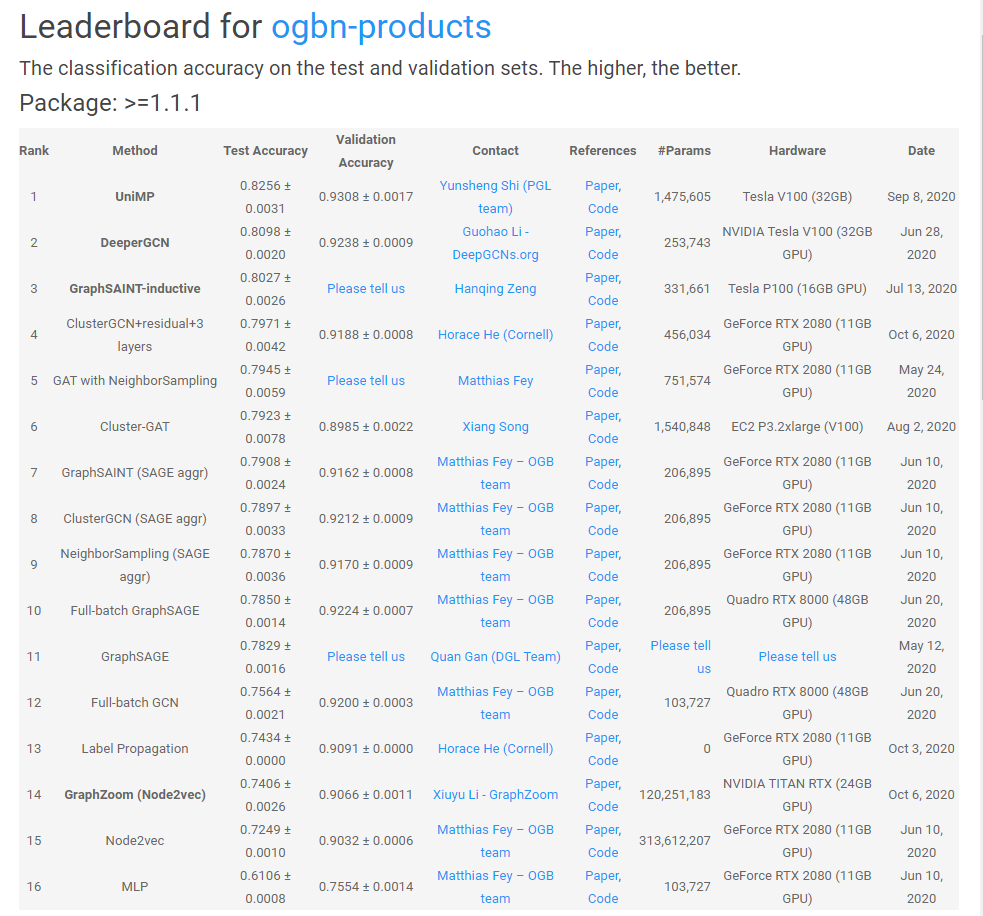 Leaderboard for ogbn-products
The classification accuracy on the test and validation sets. The higher, the better.
Package: >=1.1.1
Rank Method Test Accuracy Validation Accuracy Contact References #Params Hardware Date
1 UniMP 0.8256 ± 0.0031 0.9308 ± 0.0017 Yunsheng Shi (PGL team) Paper, Code 1,475,605 Tesla V100 (32GB) Sep 8, 2020
2 DeeperGCN 0.8098 ± 0.0020 0.9238 ± 0.0009 Guohao Li - DeepGCNs.org Paper, Code 253,743 NVIDIA Tesla V100 (32GB GPU) Jun 28, 2020
3 GraphSAINT-inductive 0.8027 ± 0.0026 Please tell us Hanqing Zeng Paper, Code 331,661 Tesla P100 (16GB GPU) Jul 13, 2020
4 ClusterGCN+residual+3 layers 0.7971 ± 0.0042 0.9188 ± 0.0008 Horace He (Cornell) Paper, Code 456,034 GeForce RTX 2080 (11GB GPU) Oct 6, 2020
5 GAT with NeighborSampling 0.7945 ± 0.0059 Please tell us Matthias Fey Paper, Code 751,574 GeForce RTX 2080 (11GB GPU) May 24, 2020
6 Cluster-GAT 0.7923 ± 0.0078 0.8985 ± 0.0022 Xiang Song Paper, Code 1,540,848 EC2 P3.2xlarge (V100) Aug 2, 2020
7 GraphSAINT (SAGE aggr) 0.7908 ± 0.0024 0.9162 ± 0.0008 Matthias Fey – OGB team Paper, Code 206,895 GeForce RTX 2080 (11GB GPU) Jun 10, 2020
8 ClusterGCN (SAGE aggr) 0.7897 ± 0.0033 0.9212 ± 0.0009 Matthias Fey – OGB team Paper, Code 206,895 GeForce RTX 2080 (11GB GPU) Jun 10, 2020
9 NeighborSampling (SAGE aggr) 0.7870 ± 0.0036 0.9170 ± 0.0009 Matthias Fey – OGB team Paper, Code 206,895 GeForce RTX 2080 (11GB GPU) Jun 10, 2020
10 Full-batch GraphSAGE 0.7850 ± 0.0014 0.9224 ± 0.0007 Matthias Fey – OGB team Paper, Code 206,895 Quadro RTX 8000 (48GB GPU) Jun 20, 2020
11 GraphSAGE 0.7829 ± 0.0016 Please tell us Quan Gan (DGL Team) Paper, Code Please tell us Please tell us May 12, 2020
12 Full-batch GCN 0.7564 ± 0.0021 0.9200 ± 0.0003 Matthias Fey – OGB team Paper, Code 103,727 Quadro RTX 8000 (48GB GPU) Jun 20, 2020
13 Label Propagation 0.7434 ± 0.0000 0.9091 ± 0.0000 Horace He (Cornell) Paper, Code 0 GeForce RTX 2080 (11GB GPU) Oct 3, 2020
14 GraphZoom (Node2vec) 0.7406 ± 0.0026 0.9066 ± 0.0011 Xiuyu Li - GraphZoom Paper, Code 120,251,183 NVIDIA TITAN RTX (24GB GPU) Oct 6, 2020
15 Node2vec 0.7249 ± 0.0010 0.9032 ± 0.0006 Matthias Fey – OGB team Paper, Code 313,612,207 GeForce RTX 2080 (11GB GPU) Jun 10, 2020
16 MLP 0.6106 ± 0.0008 0.7554 ± 0.0014 Matthias Fey – OGB team Paper, Code 103,727 GeForce RTX 2080 (11GB GPU) Jun 10, 2020